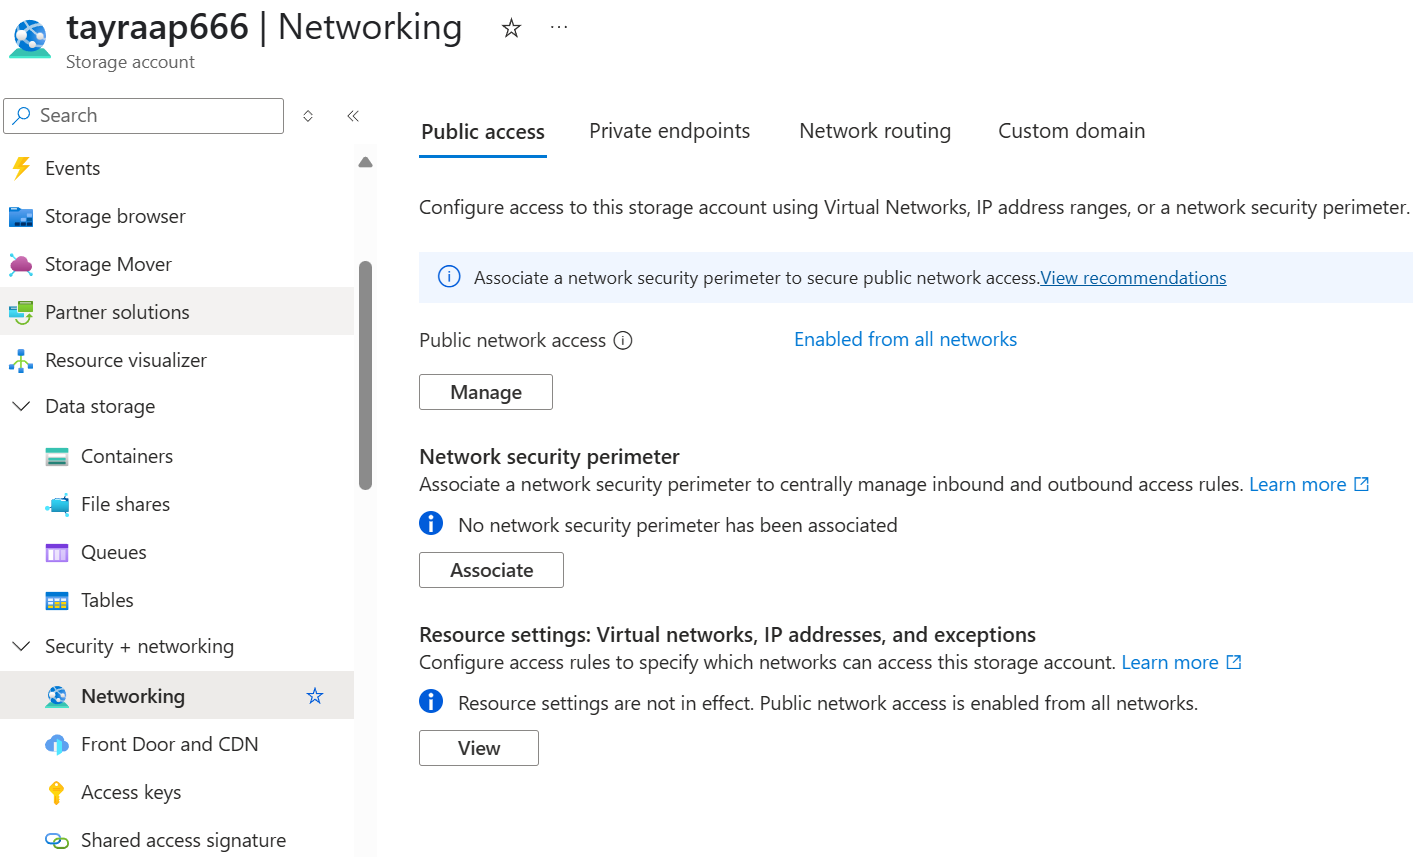 tayraap666 | Networking
Storage account
Search
Events
Storage browser
Storage Mover
Partner solutions
Resource visualizer
Data storage
Containers
File shares
Queues
Tables
Security + networking
Networking
Front Door and CDN
Access keys
Shared access signature
Public access Private endpoints Network routing Custom domain
Configure access to this storage account using Virtual Networks, IP address ranges, or a network security perimeter.
Associate a network security perimeter to secure public network access.View recommendations
Public network access Enabled from all networks
Manage
Network security perimeter
Associate a network security perimeter to centrally manage inbound and outbound access rules. Learn more
No network security perimeter has been associated
Associate
Resource settings: Virtual networks, IP addresses, and exceptions
Configure access rules to specify which networks can access this storage account. Learn more
Resource settings are not in effect. Public network access is enabled from all networks.
View